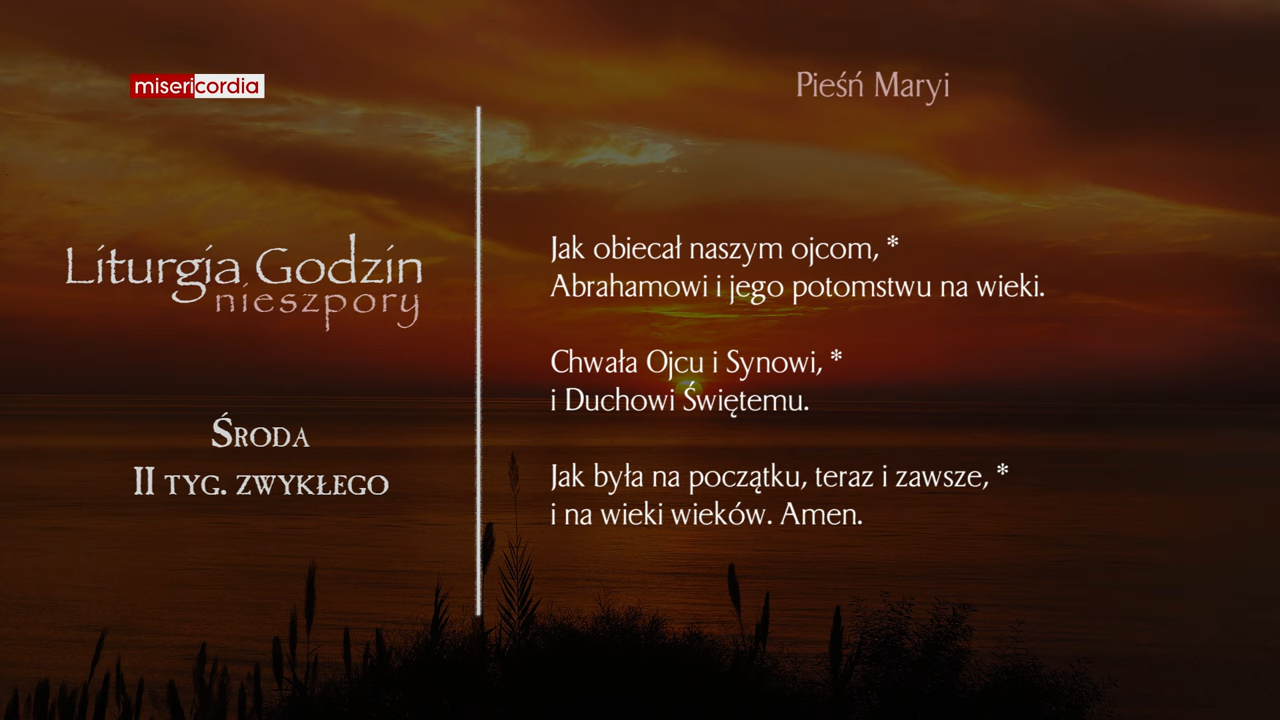 misericordia
Pieśń Maryi
Liturgia Godzin
nieszpory
Środa
II tyg. zwykłego
Jak obiecał naszym ojcom, *
Abrahamowi i jego potomstwu na wieki.
Chwała Ojcu i Synowi, *
i Duchowi Świętemu.
Jak była na początku, teraz i zawsze, *
i na wieki wieków. Amen.